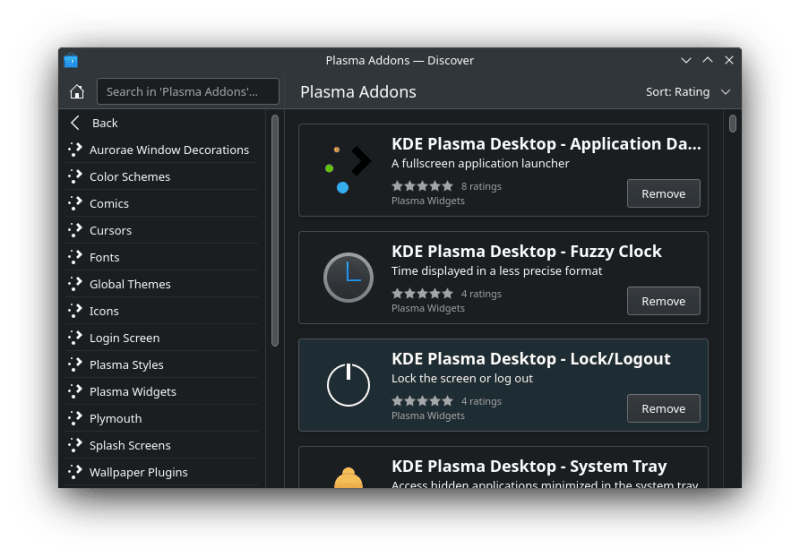 Plasma Addons — Discover
Search in 'Plasma Addons'...
Plasma Addons
Sort: Rating
Back
Aurorae Window Decorations
Color Schemes
Comics
Cursors
Fonts
Global Themes
Icons
Login Screen
Plasma Styles
Plasma Widgets
Plymouth
Splash Screens
Wallpaper Plugins
KDE Plasma Desktop - Application Da...
A fullscreen application launcher
8 ratings
Plasma Widgets
Remove
KDE Plasma Desktop - Fuzzy Clock
Time displayed in a less precise format
4 ratings
Plasma Widgets
Remove
KDE Plasma Desktop - Lock/Logout
Lock the screen or log out
4 ratings
Plasma Widgets
Remove
KDE Plasma Desktop - System Tray
Access hidden applications minimized in the system tray